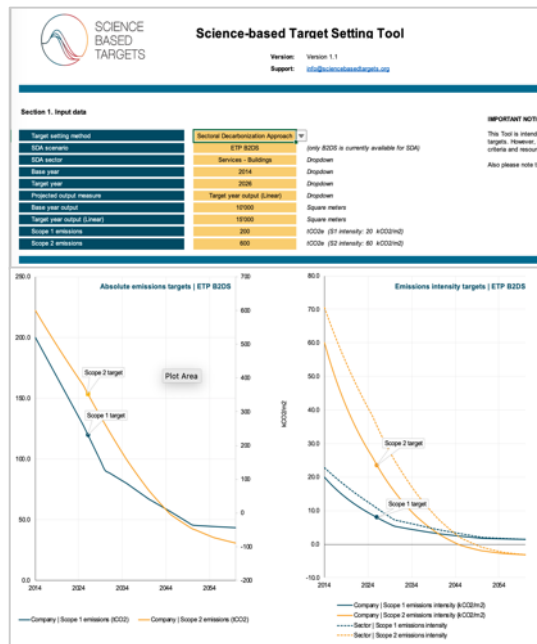 SCIENCE
BASED
TARGETS
Science-based Target Setting Tool
Version: Version 1.1
Support: info@sciencebasedtargets.org
Section 1. Input data
IMPORTANT NOTI
Target setting method Sectoral Decarbonization Approach
This Tool is intend
SDA scenario ETP B2DS (only B2DS is currently available for SDA)
targets. However,
SDA sector Services - Buildings Dropdown
criteria and resour
Base year 2014 Dropdown
Target year 2026 Dropdown
Also please note t
Projected output measure Target year output (Linear) Dropdown
Base year output 10'000 Square meters
Target year output (Linear) 15'000 Square meters
Scope 1 emissions 200 tCO2e (S1 intensity: 20 kCO2/m2)
Scope 2 emissions 600 tCO2e (S2 intensity: 60 kCO2/m2)
Absolute emissions targets | ETP B2DS
250.0
200.0
150.0
100.0
50.0
700
600
500
400
300
200
100
0
-100
-200
Scope 2 target
Plot Area
Scope 1 target
2014 2024 2034 2044 2054
Company | Scope 1 emissions (tCO2) Company | Scope 2 emissions (tCO2)
Emissions intensity targets | ETP B2DS
kCO2/m2
80.0
70.0
60.0
50.0
40.0
30.0
20.0
10.0
0.0
-10.0
Scope 2 target
Scope 1 target
2014 2024 2034 2044 2054
Company | Scope 1 emissions intensity (kCO2/m2)
Company | Scope 2 emissions intensity (kCO2/m2)
Sector | Scope 1 emissions intensity
Sector | Scope 2 emissions intensity